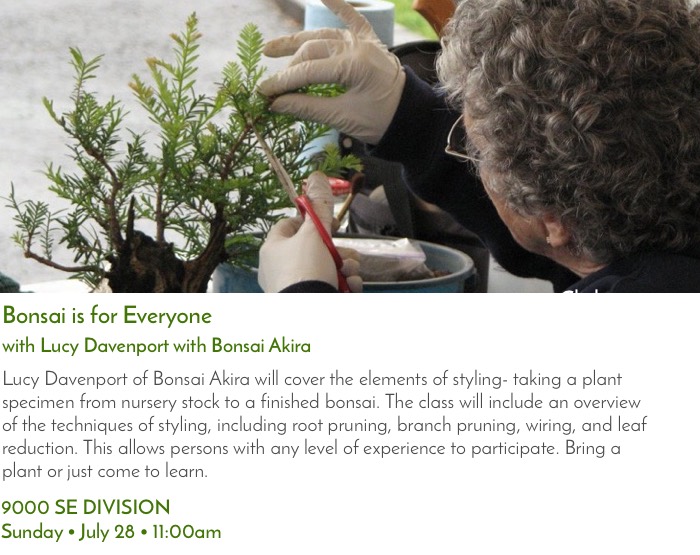 Bonsai is for Everyone
with Lucy Davenport with Bonsai Akira
Lucy Davenport of Bonsai Akira will cover the elements of styling- taking a plant
specimen from nursery stock to a finished bonsai. The class will include an overview
of the techniques of styling, including root pruning, branch pruning, wiring, and leaf
reduction. This allows persons with any level of experience to participate. Bring a
plant or just come to learn.
9000 SE DIVISION
Sunday • July 28 • 11:00am